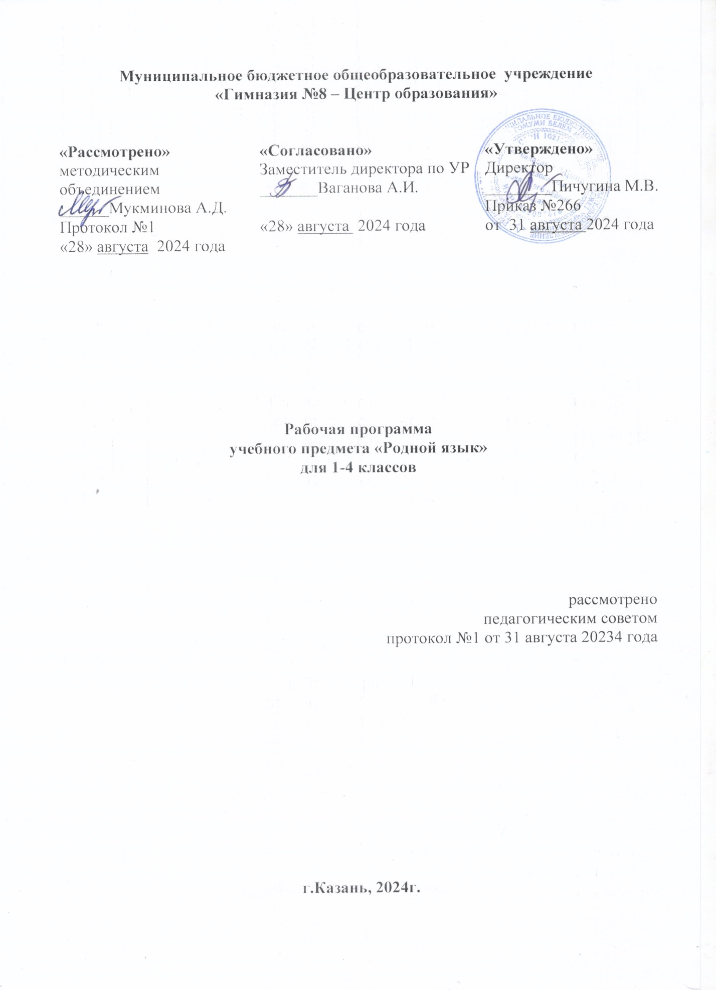 Муниципальное бюджетное общеобразовательное учреждение
«Гимназия №8 – Центр образования»
«Рассмотрено»
методическим
объединением
______Мукминова А.Д.
Протокол №1
«28» августа 2024 года
«Согласовано»
Заместитель директора по УР
_______Ваганова А.И.
«28» августа 2024 года
«Утверждено»
Директор
________Пичугина М.В.
Приказ №266
от 31 августа 2024 года
Рабочая программа
учебного предмета «Родной язык»
для 1-4 классов
рассмотрено
педагогическим советом
протокол №1 от 31 августа 20234 года
г.Казань, 2024г.